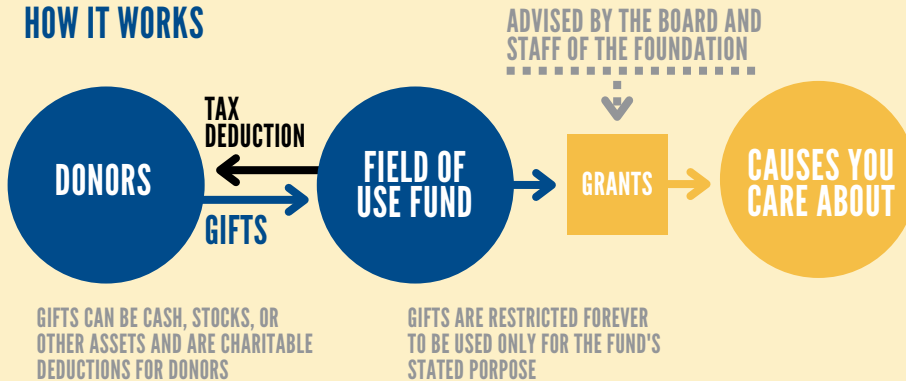 HOW IT WORKS
ADVISED BY THE BOARD AND
STAFF OF THE FOUNDATION
TAX
DEDUCTION
DONORS
GIFTS
FIELD OF
USE FUND
GRANTS
CAUSES YOU
CARE ABOUT
GIFTS CAN BE CASH, STOCKS, OR
OTHER ASSETS AND ARE CHARITABLE
DEDUCTIONS FOR DONORS
GIFTS ARE RESTRICTED FOREVER
TO BE USED ONLY FOR THE FUND'S
STATED PORPOSE